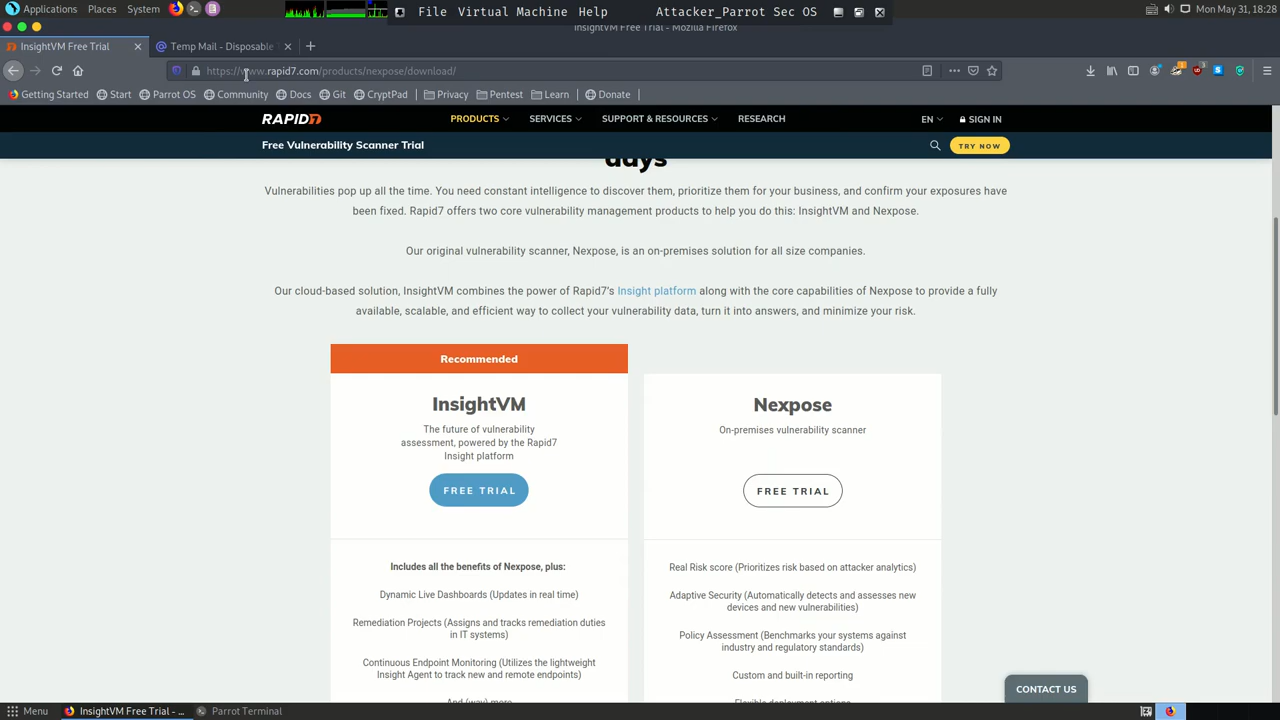 Applications Places System
File Virtual Machine Help Attacker_Parrot Sec OS
Mon May 31, 18:28
InsightVM Free Trial - Mozilla Firefox
InsightVM Free Trial
Temp Mail - Disposable
https://www.rapid7.com/products/nexpose/download/
Getting Started Start Parrot OS Community Docs Git CryptPad Privacy Pentest Learn Donate
RAPID7 PRODUCTS SERVICES SUPPORT & RESOURCES RESEARCH EN SIGN IN
Free Vulnerability Scanner Trial TRY NOW
days
Vulnerabilities pop up all the time. You need constant intelligence to discover them, prioritize them for your business, and confirm your exposures have
been fixed. Rapid7 offers two core vulnerability management products to help you do this: InsightVM and Nexpose.
Our original vulnerability scanner, Nexpose, is an on-premises solution for all size companies.
Our cloud-based solution, InsightVM combines the power of Rapid7's Insight platform along with the core capabilities of Nexpose to provide a fully
available, scalable, and efficient way to collect your vulnerability data, turn it into answers, and minimize your risk.
Recommended
InsightVM
The future of vulnerability
assessment, powered by the Rapid7
Insight platform
FREE TRIAL
Includes all the benefits of Nexpose, plus:
Dynamic Live Dashboards (Updates in real time)
Remediation Projects (Assigns and tracks remediation duties
in IT systems)
Continuous Endpoint Monitoring (Utilizes the lightweight
Insight Agent to track new and remote endpoints)
And (way) more
Nexpose
On-premises vulnerability scanner
FREE TRIAL
Real Risk score (Prioritizes risk based on attacker analytics)
Adaptive Security (Automatically detects and assesses new
devices and new vulnerabilities)
Policy Assessment (Benchmarks your systems against
industry and regulatory standards)
Custom and built-in reporting
Flexible deployment options
CONTACT US
Menu InsightVM Free Trial - ... Parrot Terminal